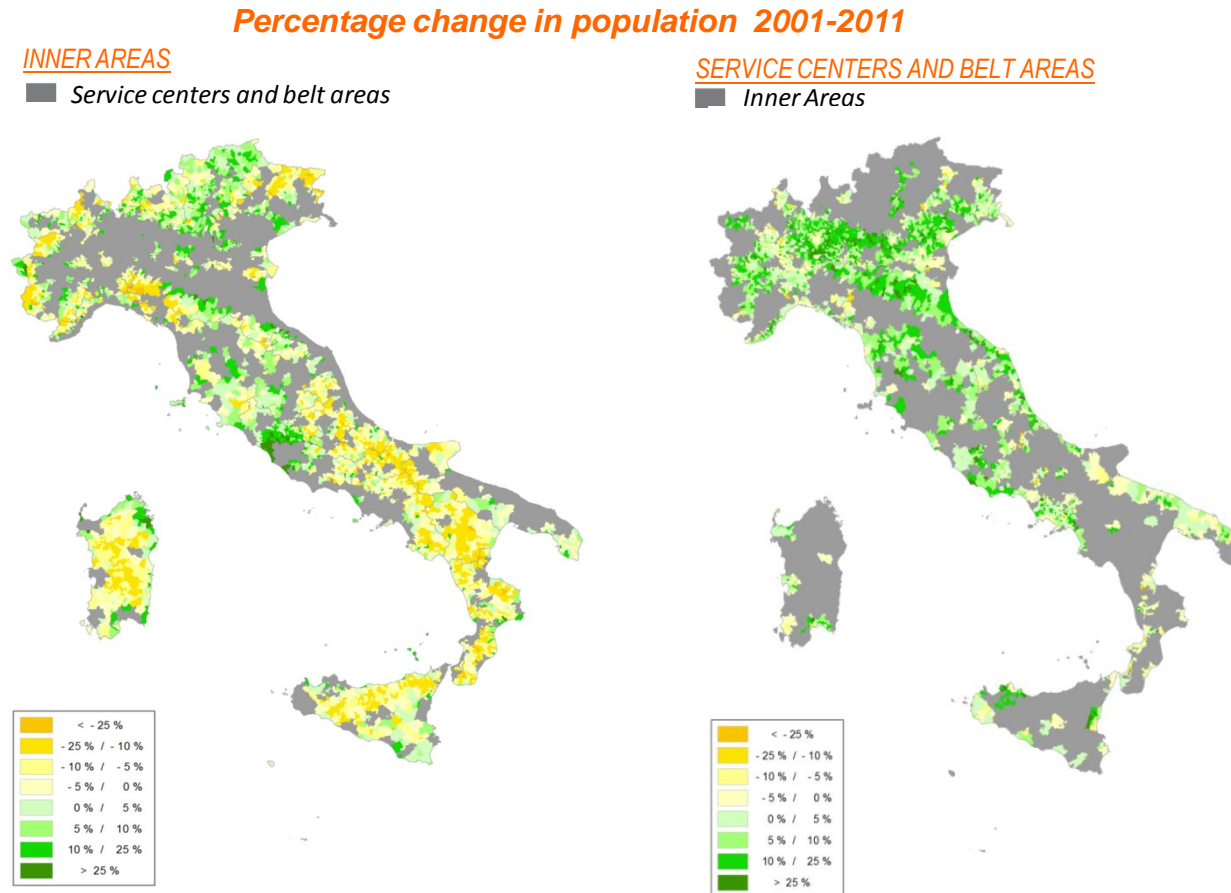 Percentage change in population 2001-2011
INNER AREAS
Service centers and belt areas
SERVICE CENTERS AND BELT AREAS
Inner Areas
< - 25 %
- 25 % / - 10 %
- 10 % / - 5 %
- 5 % / 0 %
0 % / 5 %
5 % / 10 %
10 % / 25 %
> 25 %
< - 25 %
- 25 % / - 10 %
- 10 % / - 5 %
- 5 % / 0 %
0 % / 5 %
5 % / 10 %
10 % / 25 %
> 25 %